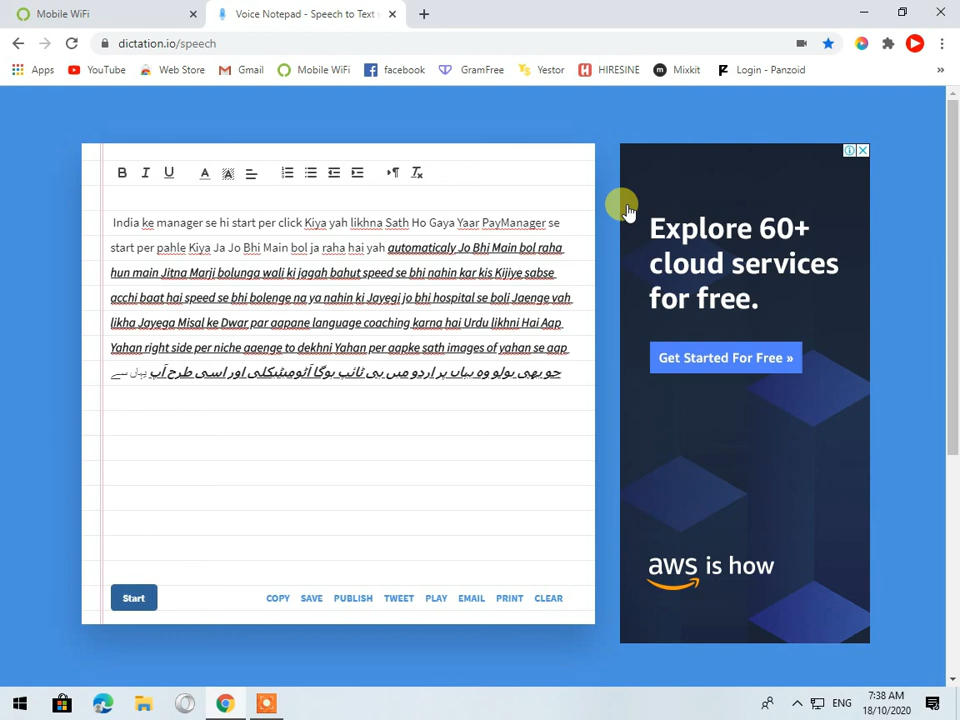 Mobile WiFi
Voice Notepad - Speech to Text
dictation.io/speech
Apps YouTube Web Store Gmail Mobile WiFi facebook GramFree Yestor HIRESINE Mixkit Login - Panzoid »
B I U A A
India ke manager se hi start per click Kiya yah likhna Sath Ho Gaya Yaar PayManager se
start per pahle Kiya Ja Jo Bhi Main bol ja raha hai yah automaticaly Jo Bhi Main bol raha
hun main Jitna Marji bolunga wali ki jagah bahut speed se bhi nahin kar kis Kijiye sabse
acchi baat hai speed se bhi bolenge na ya nahin ki Jayegi jo bhi hospital se boli Jaenge vah
likha Jayega Misal ke Dwar par aapane language coaching karna hai Urdu likhni Hai Aap
Yahan right side per niche aaenge to dekhni Yahan per aapke sath images of yahan se aap
جو بھی بولو وہ یہاں پر اردو میں ہی ٹائپ ہوگا آٹومیٹیکلی اور اسی طرح آپ یہاں سے
Start COPY SAVE PUBLISH TWEET PLAY EMAIL PRINT CLEAR
Explore 60+
cloud services
for free.
Get Started For Free »
aws is how
ENG
7:38 AM
18/10/2020